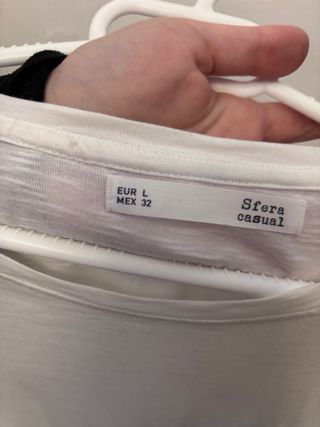 EUR L
MEX 32
Sfera
casual